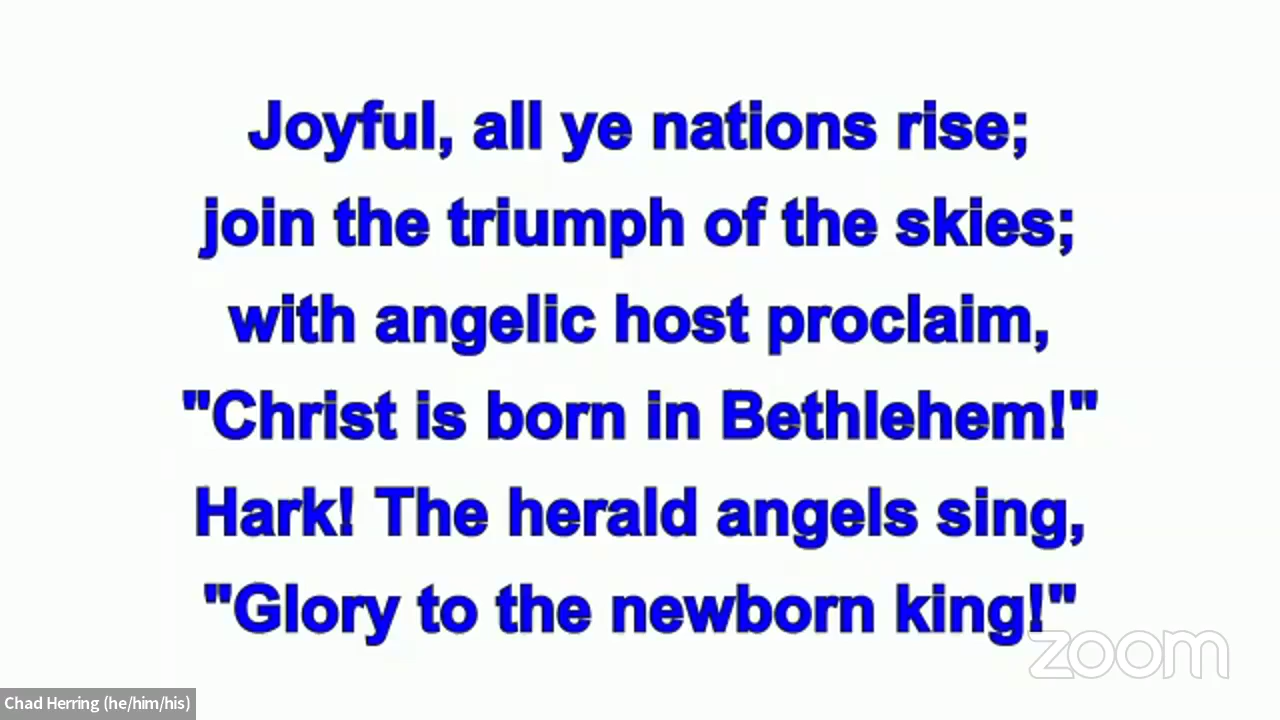 Joyful, all ye nations rise;
join the triumph of the skies;
with angelic host proclaim,
"Christ is born in Bethlehem!"
Hark! The herald angels sing,
"Glory to the newborn king!"
zoom
Chad Herring (he/him/his)